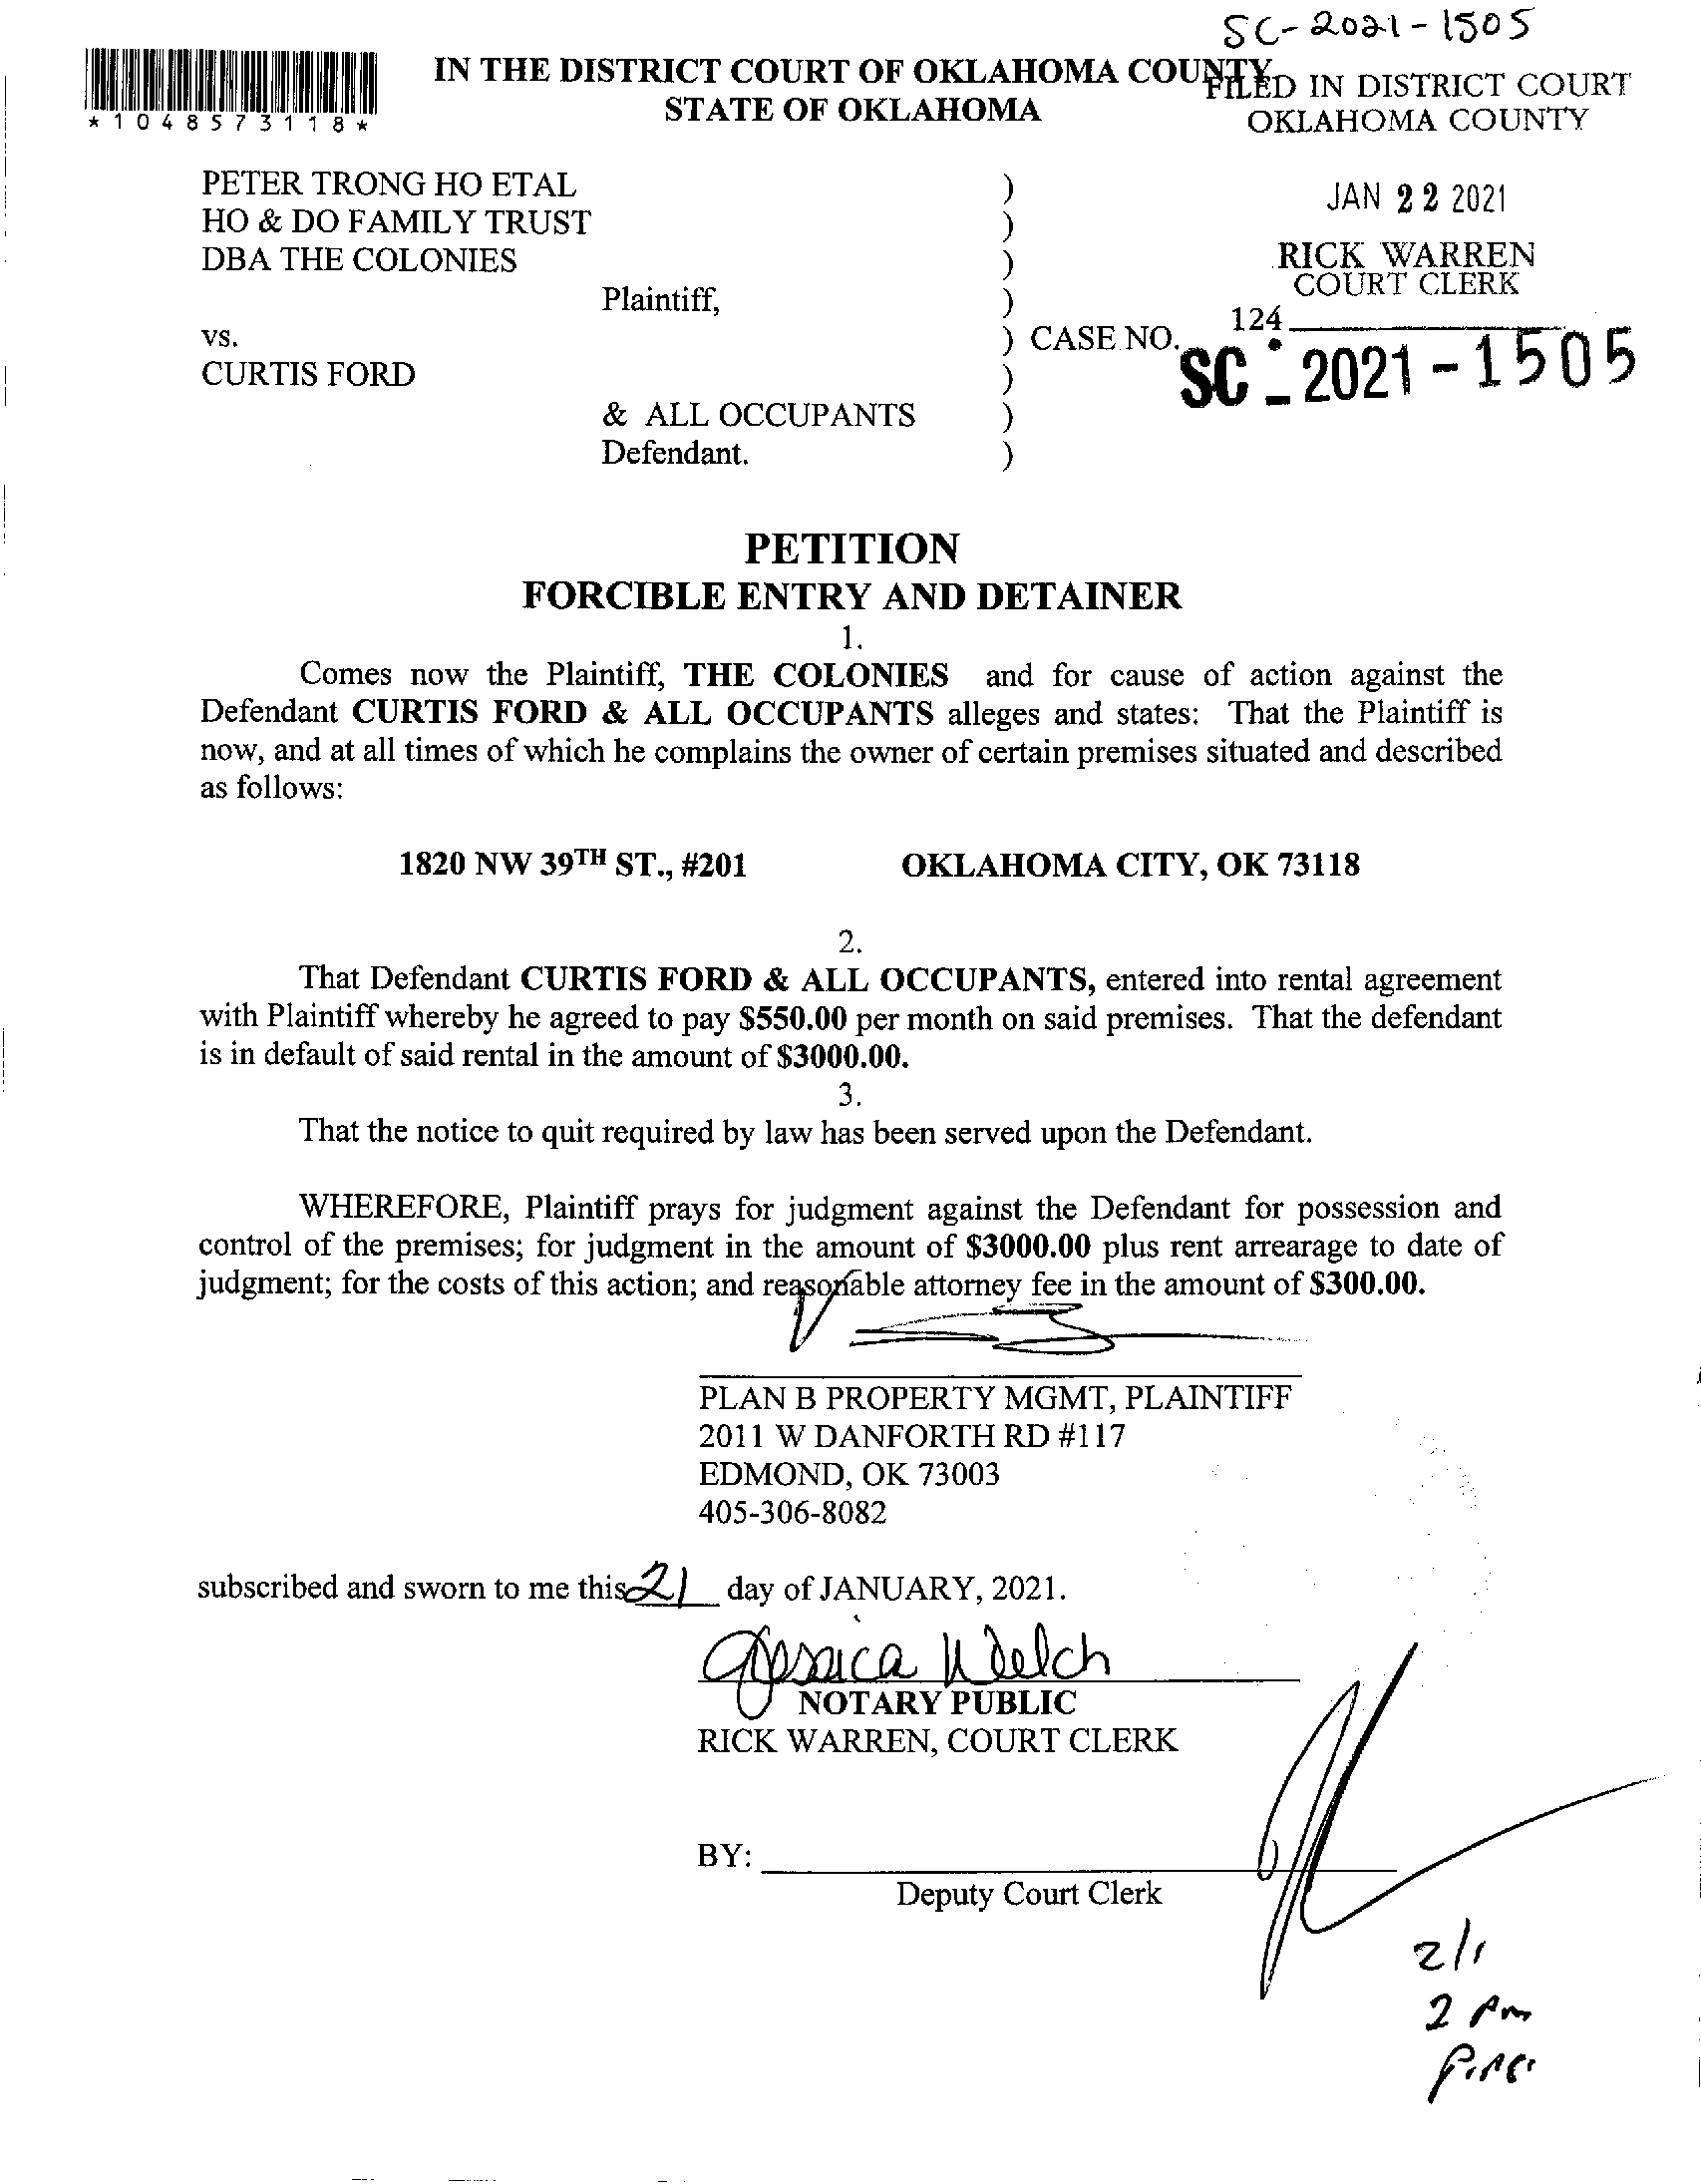 SC-2021-1505
IN THE DISTRICT COURT OF OKLAHOMA COUNTY
STATE OF OKLAHOMA
*1048573118*
FILED IN DISTRICT COURT
OKLAHOMA COUNTY
JAN 22 2021
RICK WARREN
COURT CLERK
124
PETER TRONG HO ETAL )
HO & DO FAMILY TRUST )
DBA THE COLONIES )
Plaintiff, )
vs. ) CASE NO.
SC - 2021 - 1505
CURTIS FORD )
& ALL OCCUPANTS )
Defendant. )
PETITION
FORCIBLE ENTRY AND DETAINER
1.
Comes now the Plaintiff, THE COLONIES and for cause of action against the
Defendant CURTIS FORD & ALL OCCUPANTS alleges and states: That the Plaintiff is
now, and at all times of which he complains the owner of certain premises situated and described
as follows:
1820 NW 39TH ST., #201 OKLAHOMA CITY, OK 73118
2.
That Defendant CURTIS FORD & ALL OCCUPANTS, entered into rental agreement
with Plaintiff whereby he agreed to pay $550.00 per month on said premises. That the defendant
is in default of said rental in the amount of $3000.00.
3.
That the notice to quit required by law has been served upon the Defendant.
WHEREFORE, Plaintiff prays for judgment against the Defendant for possession and
control of the premises; for judgment in the amount of $3000.00 plus rent arrearage to date of
judgment; for the costs of this action; and reasonable attorney fee in the amount of $300.00.
PLAN B PROPERTY MGMT, PLAINTIFF
2011 W DANFORTH RD #117
EDMOND, OK 73003
405-306-8082
subscribed and sworn to me this 21 day of JANUARY, 2021.
Jessica Welch
NOTARY PUBLIC
RICK WARREN, COURT CLERK
BY:
Deputy Court Clerk
2/1
2 pm